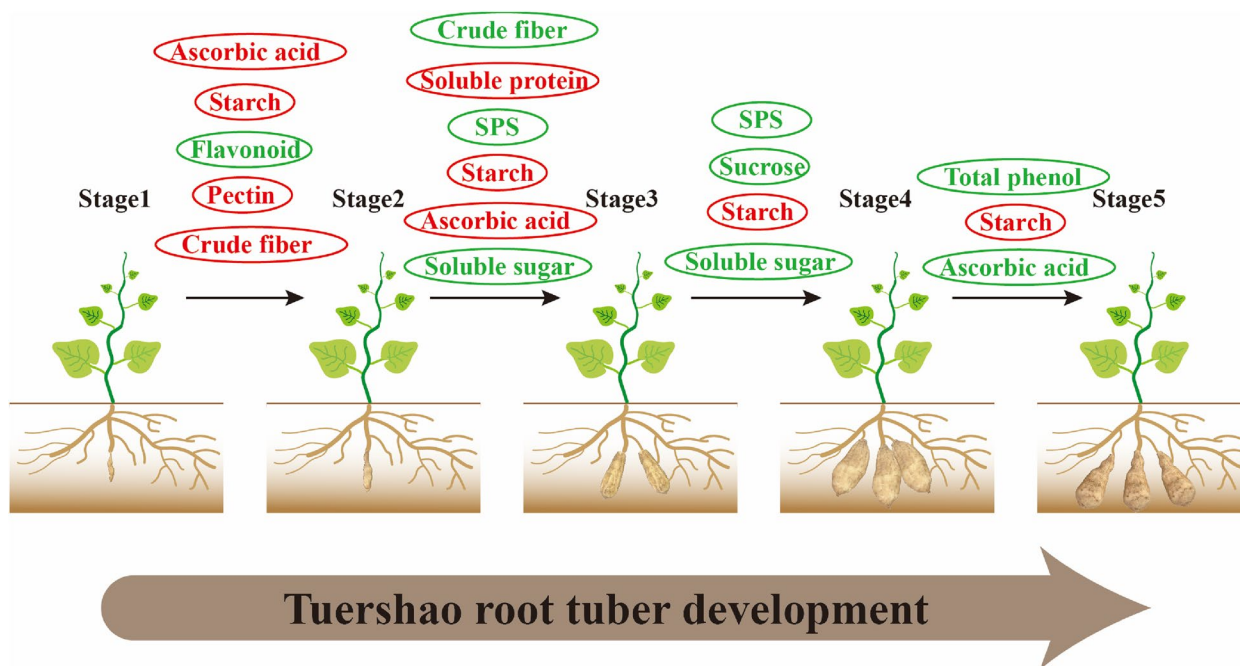 Stage1
Ascorbic acid
Starch
Flavonoid
Pectin
Crude fiber
Stage2
Crude fiber
Soluble protein
SPS
Starch
Ascorbic acid
Soluble sugar
Stage3
SPS
Sucrose
Starch
Soluble sugar
Stage4
Total phenol
Starch
Ascorbic acid
Stage5
Tuershao root tuber development